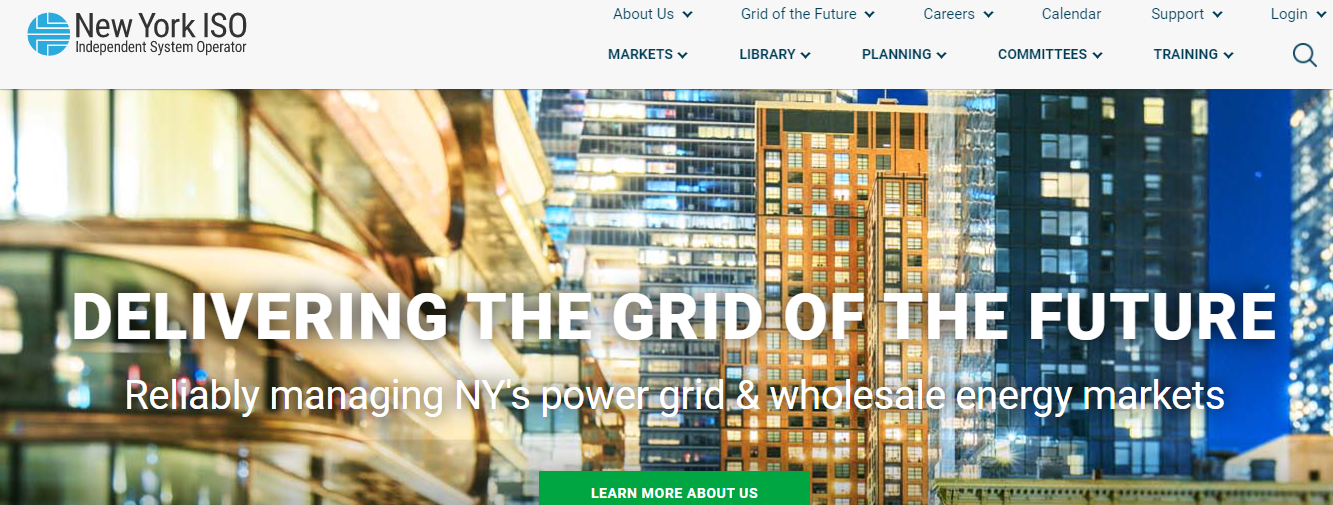 New York ISO
Independent System Operator
About Us Grid of the Future Careers Calendar Support Login
MARKETS LIBRARY PLANNING COMMITTEES TRAINING
DELIVERING THE GRID OF THE FUTURE
Reliably managing NY's power grid & wholesale energy markets
LEARN MORE ABOUT US